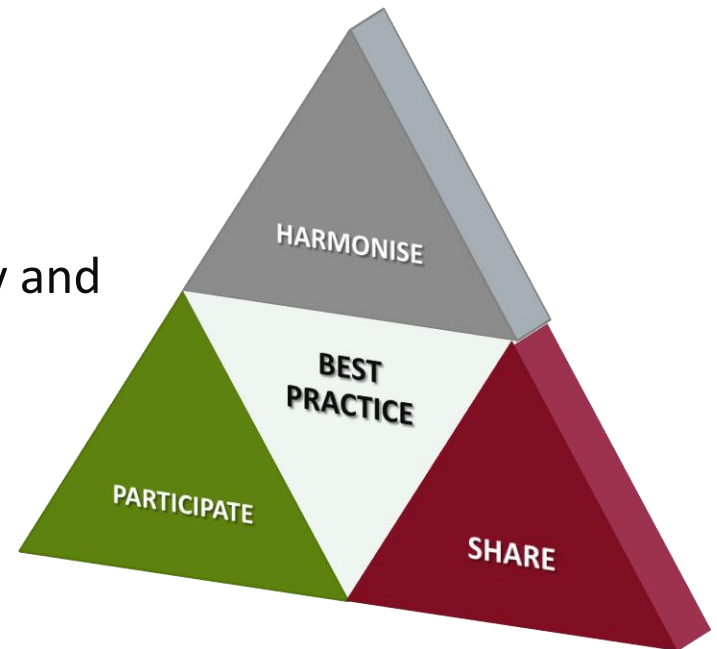 HARMONISE
y and
BEST
PRACTICE
PARTICIPATE
SHARE